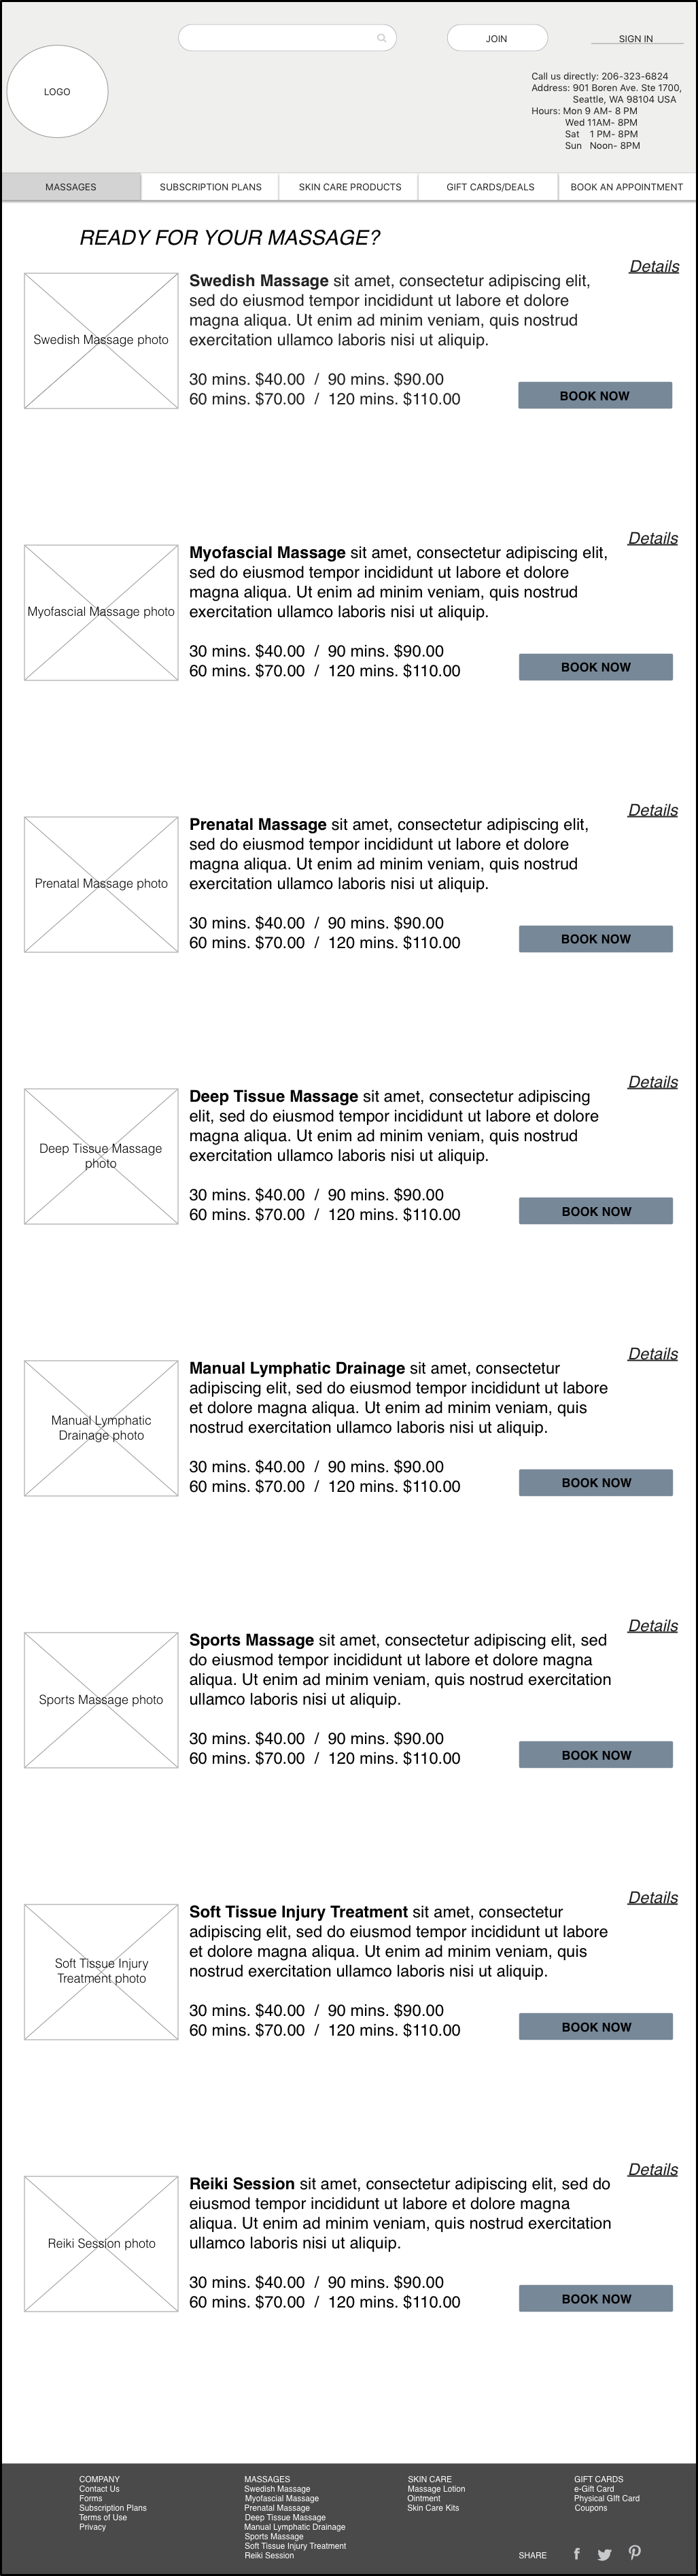 JOIN
SIGN IN
LOGO
Call us directly: 206-323-6824
Address: 901 Boren Ave. Ste 1700,
Seattle, WA 98104 USA
Hours: Mon 9 AM- 8 PM
Wed 11AM- 8PM
Sat 1 PM- 8PM
Sun Noon- 8PM
MASSAGES
SUBSCRIPTION PLANS
SKIN CARE PRODUCTS
GIFT CARDS/DEALS
BOOK AN APPOINTMENT
READY FOR YOUR MASSAGE?
Details
Swedish Massage photo
Swedish Massage sit amet, consectetur adipiscing elit,
sed do eiusmod tempor incididunt ut labore et dolore
magna aliqua. Ut enim ad minim veniam, quis nostrud
exercitation ullamco laboris nisi ut aliquip.
30 mins. $40.00 / 90 mins. $90.00
60 mins. $70.00 / 120 mins. $110.00
BOOK NOW
Details
Myofascial Massage photo
Myofascial Massage sit amet, consectetur adipiscing elit,
sed do eiusmod tempor incididunt ut labore et dolore
magna aliqua. Ut enim ad minim veniam, quis nostrud
exercitation ullamco laboris nisi ut aliquip.
30 mins. $40.00 / 90 mins. $90.00
60 mins. $70.00 / 120 mins. $110.00
BOOK NOW
Details
Prenatal Massage photo
Prenatal Massage sit amet, consectetur adipiscing elit,
sed do eiusmod tempor incididunt ut labore et dolore
magna aliqua. Ut enim ad minim veniam, quis nostrud
exercitation ullamco laboris nisi ut aliquip.
30 mins. $40.00 / 90 mins. $90.00
60 mins. $70.00 / 120 mins. $110.00
BOOK NOW
Details
Deep Tissue Massage
photo
Deep Tissue Massage sit amet, consectetur adipiscing
elit, sed do eiusmod tempor incididunt ut labore et dolore
magna aliqua. Ut enim ad minim veniam, quis nostrud
exercitation ullamco laboris nisi ut aliquip.
30 mins. $40.00 / 90 mins. $90.00
60 mins. $70.00 / 120 mins. $110.00
BOOK NOW
Details
Manual Lymphatic
Drainage photo
Manual Lymphatic Drainage sit amet, consectetur
adipiscing elit, sed do eiusmod tempor incididunt ut labore
et dolore magna aliqua. Ut enim ad minim veniam, quis
nostrud exercitation ullamco laboris nisi ut aliquip.
30 mins. $40.00 / 90 mins. $90.00
60 mins. $70.00 / 120 mins. $110.00
BOOK NOW
Details
Sports Massage photo
Sports Massage sit amet, consectetur adipiscing elit, sed
do eiusmod tempor incididunt ut labore et dolore magna
aliqua. Ut enim ad minim veniam, quis nostrud exercitation
ullamco laboris nisi ut aliquip.
30 mins. $40.00 / 90 mins. $90.00
60 mins. $70.00 / 120 mins. $110.00
BOOK NOW
Details
Soft Tissue Injury
Treatment photo
Soft Tissue Injury Treatment sit amet, consectetur
adipiscing elit, sed do eiusmod tempor incididunt ut labore
et dolore magna aliqua. Ut enim ad minim veniam, quis
nostrud exercitation ullamco laboris nisi ut aliquip.
30 mins. $40.00 / 90 mins. $90.00
60 mins. $70.00 / 120 mins. $110.00
BOOK NOW
Details
Reiki Session photo
Reiki Session sit amet, consectetur adipiscing elit, sed do
eiusmod tempor incididunt ut labore et dolore magna
aliqua. Ut enim ad minim veniam, quis nostrud exercitation
ullamco laboris nisi ut aliquip.
30 mins. $40.00 / 90 mins. $90.00
60 mins. $70.00 / 120 mins. $110.00
BOOK NOW
COMPANY
Contact Us
Forms
Subscription Plans
Terms of Use
Privacy
MASSAGES
Swedish Massage
Myofascial Massage
Prenatal Massage
Deep Tissue Massage
Manual Lymphatic Drainage
Sports Massage
Soft Tissue Injury Treatment
Reiki Session
SKIN CARE
Massage Lotion
Ointment
Skin Care Kits
GIFT CARDS
e-Gift Card
Physical Gift Card
Coupons
SHARE